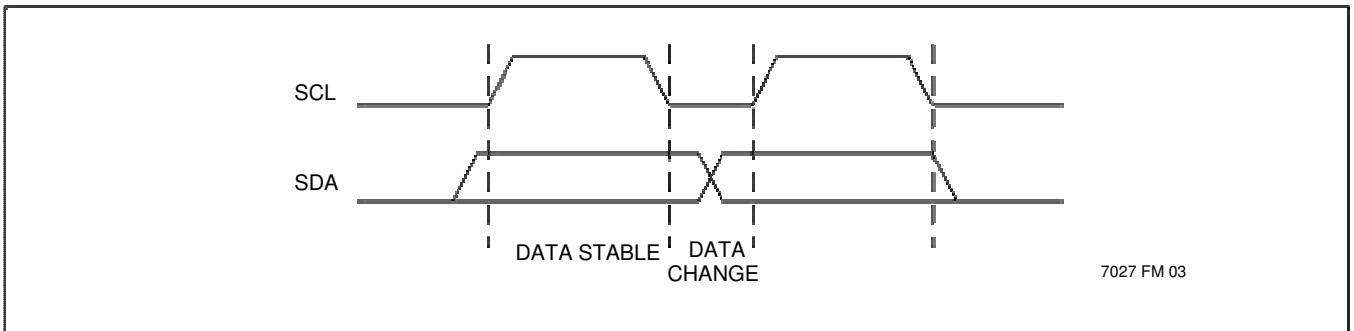 SCL
SDA
DATA STABLE
DATA
CHANGE
7027 FM 03